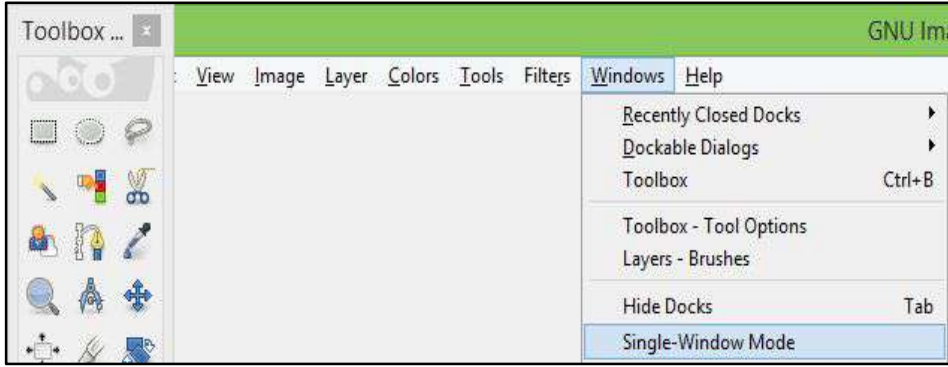 Toolbox ...
GNU Ima
View Image Layer Colors Tools Filters Windows Help
Recently Closed Docks
Dockable Dialogs
Toolbox Ctrl+B
Toolbox - Tool Options
Layers - Brushes
Hide Docks Tab
Single-Window Mode